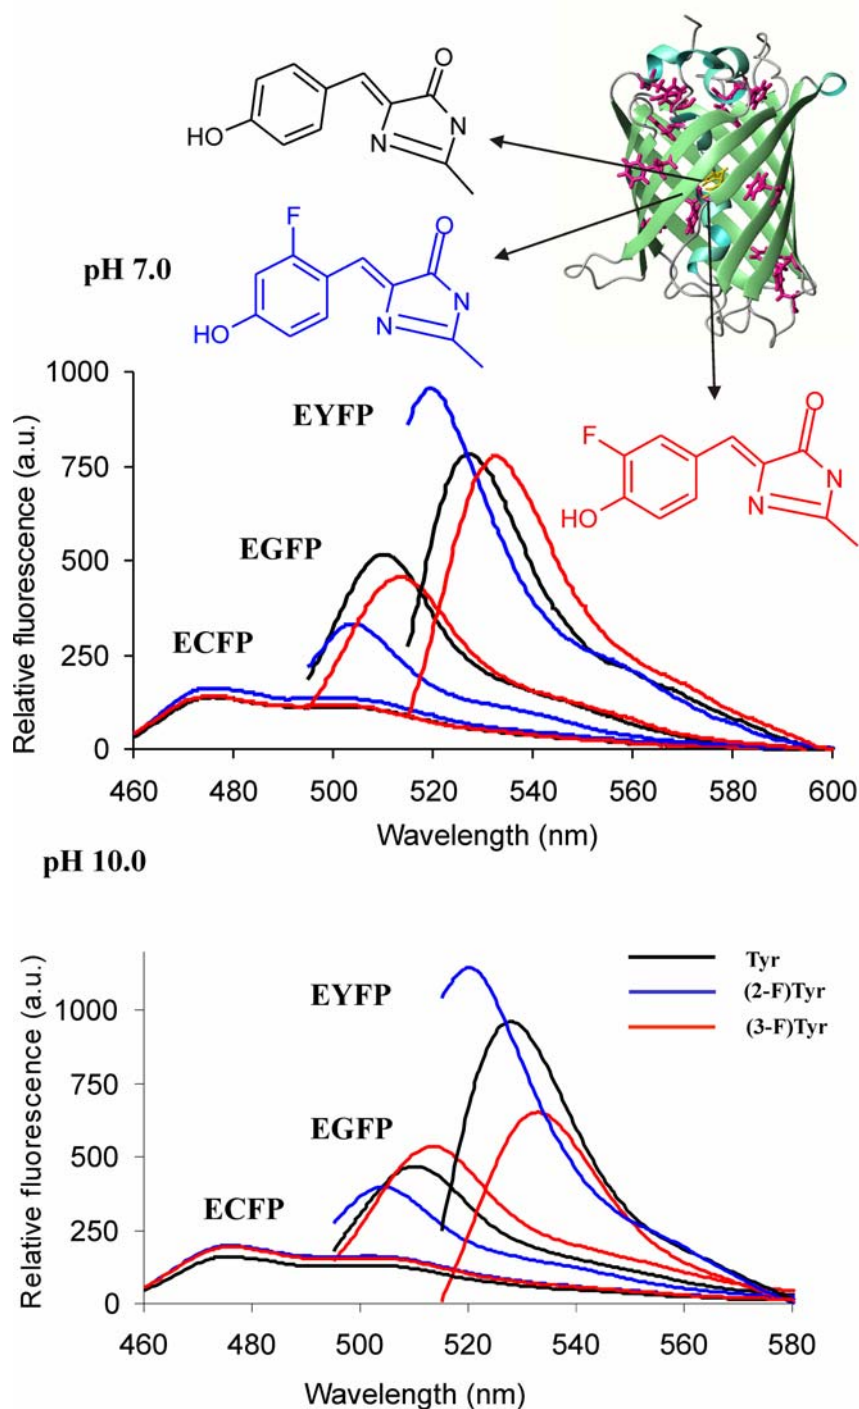 O
HO
N
N
F
pH 7.0
O
HO
N
N
1000
EYFP
F
O
750
HO
N
N
EGFP
500
ECFP
250
0
460 480 500 520 540 560 580 600
Relative fluorescence (a.u.)
Wavelength (nm)
pH 10.0
Tyr
(2-F)Tyr
(3-F)Tyr
EYFP
1000
750
EGFP
500
ECFP
250
0
460 480 500 520 540 560 580
Relative fluorescence (a.u.)
Wavelength (nm)